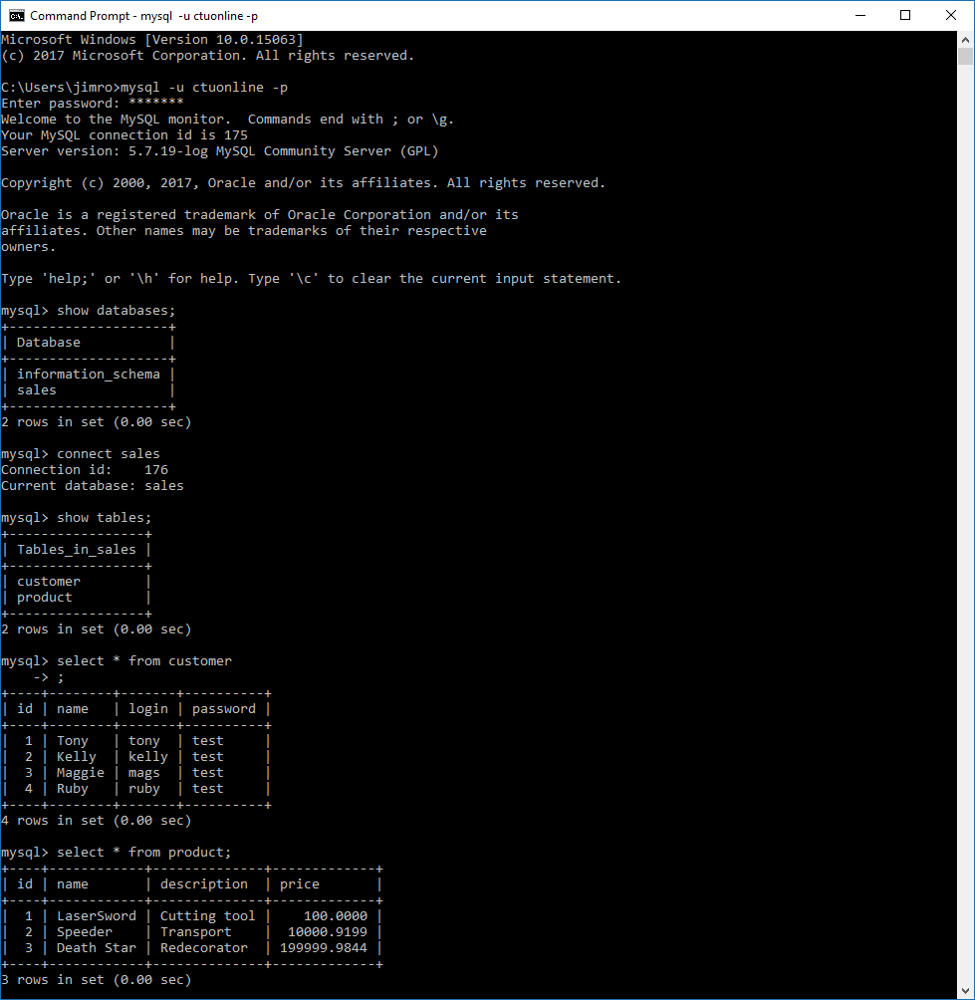 Command Prompt - mysql  -u ctuonline -p
Microsoft Windows [Version 10.0.15063]
(c) 2017 Microsoft Corporation. All rights reserved.
C:\Users\jimro>mysql -u ctuonline -p
Enter password: *******
Welcome to the MySQL monitor.  Commands end with ; or \g.
Your MySQL connection id is 175
Server version: 5.7.19-log MySQL Community Server (GPL)
Copyright (c) 2000, 2017, Oracle and/or its affiliates. All rights reserved.
Oracle is a registered trademark of Oracle Corporation and/or its
affiliates. Other names may be trademarks of their respective
owners.
Type 'help;' or '\h' for help. Type '\c' to clear the current input statement.
mysql> show databases;
+--------------------+
| Database           |
+--------------------+
| information_schema |
| sales              |
+--------------------+
2 rows in set (0.00 sec)
mysql> connect sales
Connection id:    176
Current database: sales
mysql> show tables;
+-----------------+
| Tables_in_sales |
+-----------------+
| customer        |
| product         |
+-----------------+
2 rows in set (0.00 sec)
mysql> select * from customer
    -> ;
+----+--------+-------+----------+
| id | name   | login | password |
+----+--------+-------+----------+
|  1 | Tony   | tony  | test     |
|  2 | Kelly  | kelly | test     |
|  3 | Maggie | mags  | test     |
|  4 | Ruby   | ruby  | test     |
+----+--------+-------+----------+
4 rows in set (0.00 sec)
mysql> select * from product;
+----+------------+--------------+-------------+
| id | name       | description  | price       |
+----+------------+--------------+-------------+
|  1 | LaserSword | Cutting tool |    100.0000 |
|  2 | Speeder    | Transport    |  10000.9199 |
|  3 | Death Star | Redecorator  | 199999.9844 |
+----+------------+--------------+-------------+
3 rows in set (0.00 sec)